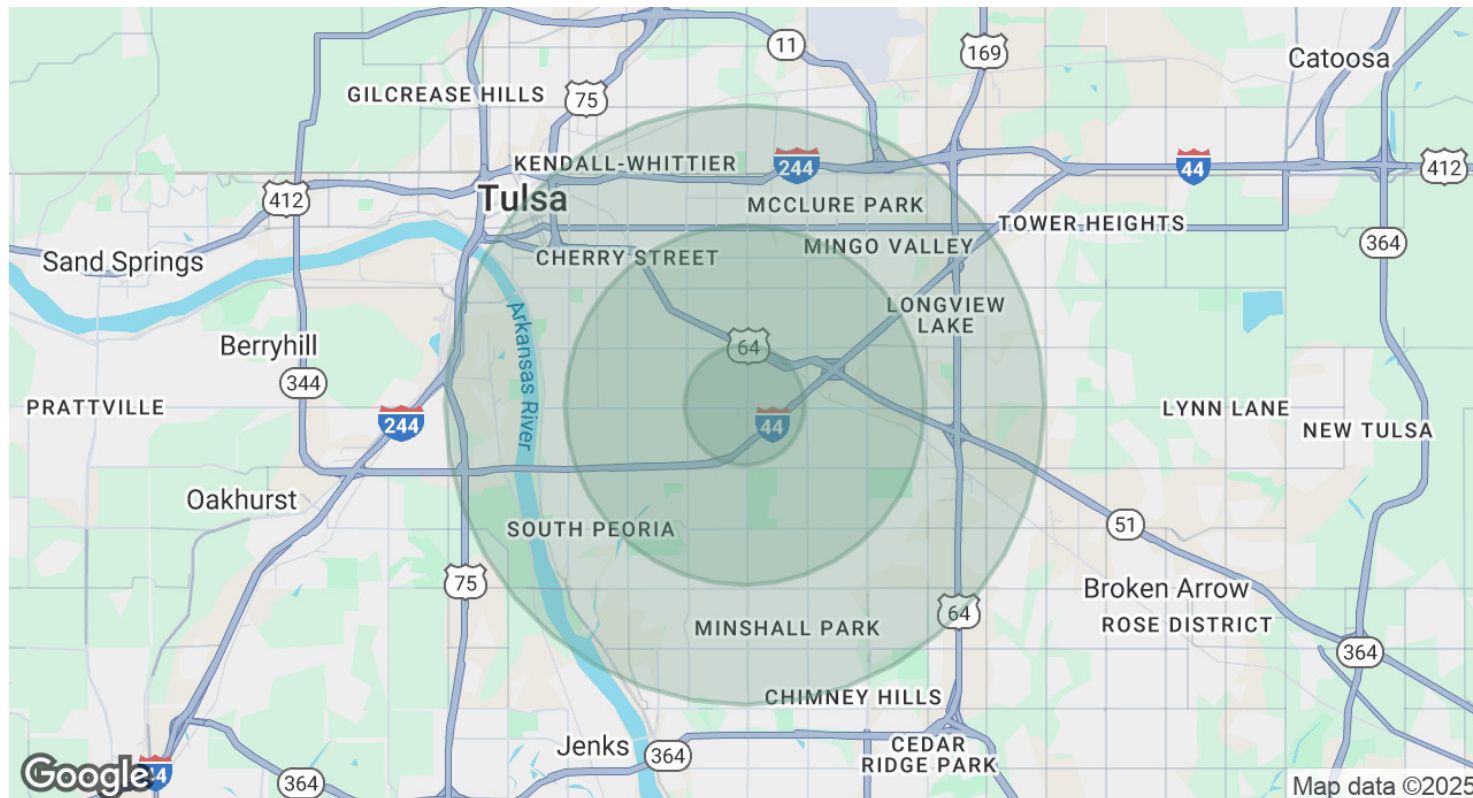 11
169
Catoosa
GILCREASE HILLS
75
KENDALL-WHITTIER
244
44
412
412
Tulsa
MCCLURE PARK
TOWER HEIGHTS
MINGO VALLEY
364
CHERRY STREET
Sand Springs
LONGVIEW
LAKE
Arkansas River
Berryhill
64
344
PRATTVILLE
LYNN LANE
244
44
NEW TULSA
Oakhurst
SOUTH PEORIA
51
75
Broken Arrow
64
ROSE DISTRICT
MINSHALL PARK
364
CHIMNEY HILLS
Jenks
364
CEDAR
RIDGE PARK
Google
44
364
Map data ©2025